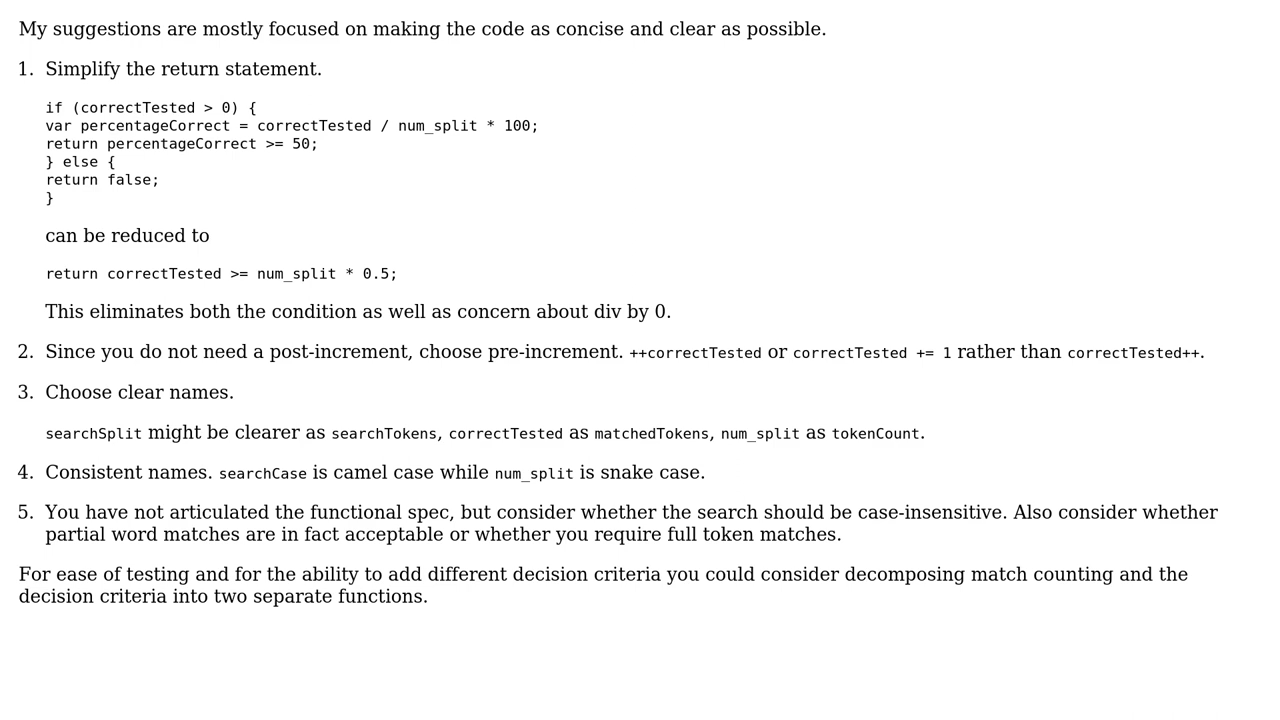 My suggestions are mostly focused on making the code as concise and clear as possible.
1. Simplify the return statement.
if (correctTested > 0) {
var percentageCorrect = correctTested / num_split * 100;
return percentageCorrect >= 50;
} else {
return false;
}
can be reduced to
return correctTested >= num_split * 0.5;
This eliminates both the condition as well as concern about div by 0.
2. Since you do not need a post-increment, choose pre-increment. ++correctTested or correctTested += 1 rather than correctTested++.
3. Choose clear names.
searchSplit might be clearer as searchTokens, correctTested as matchedTokens, num_split as tokenCount.
4. Consistent names. searchCase is camel case while num_split is snake case.
5. You have not articulated the functional spec, but consider whether the search should be case-insensitive. Also consider whether
partial word matches are in fact acceptable or whether you require full token matches.
For ease of testing and for the ability to add different decision criteria you could consider decomposing match counting and the
decision criteria into two separate functions.